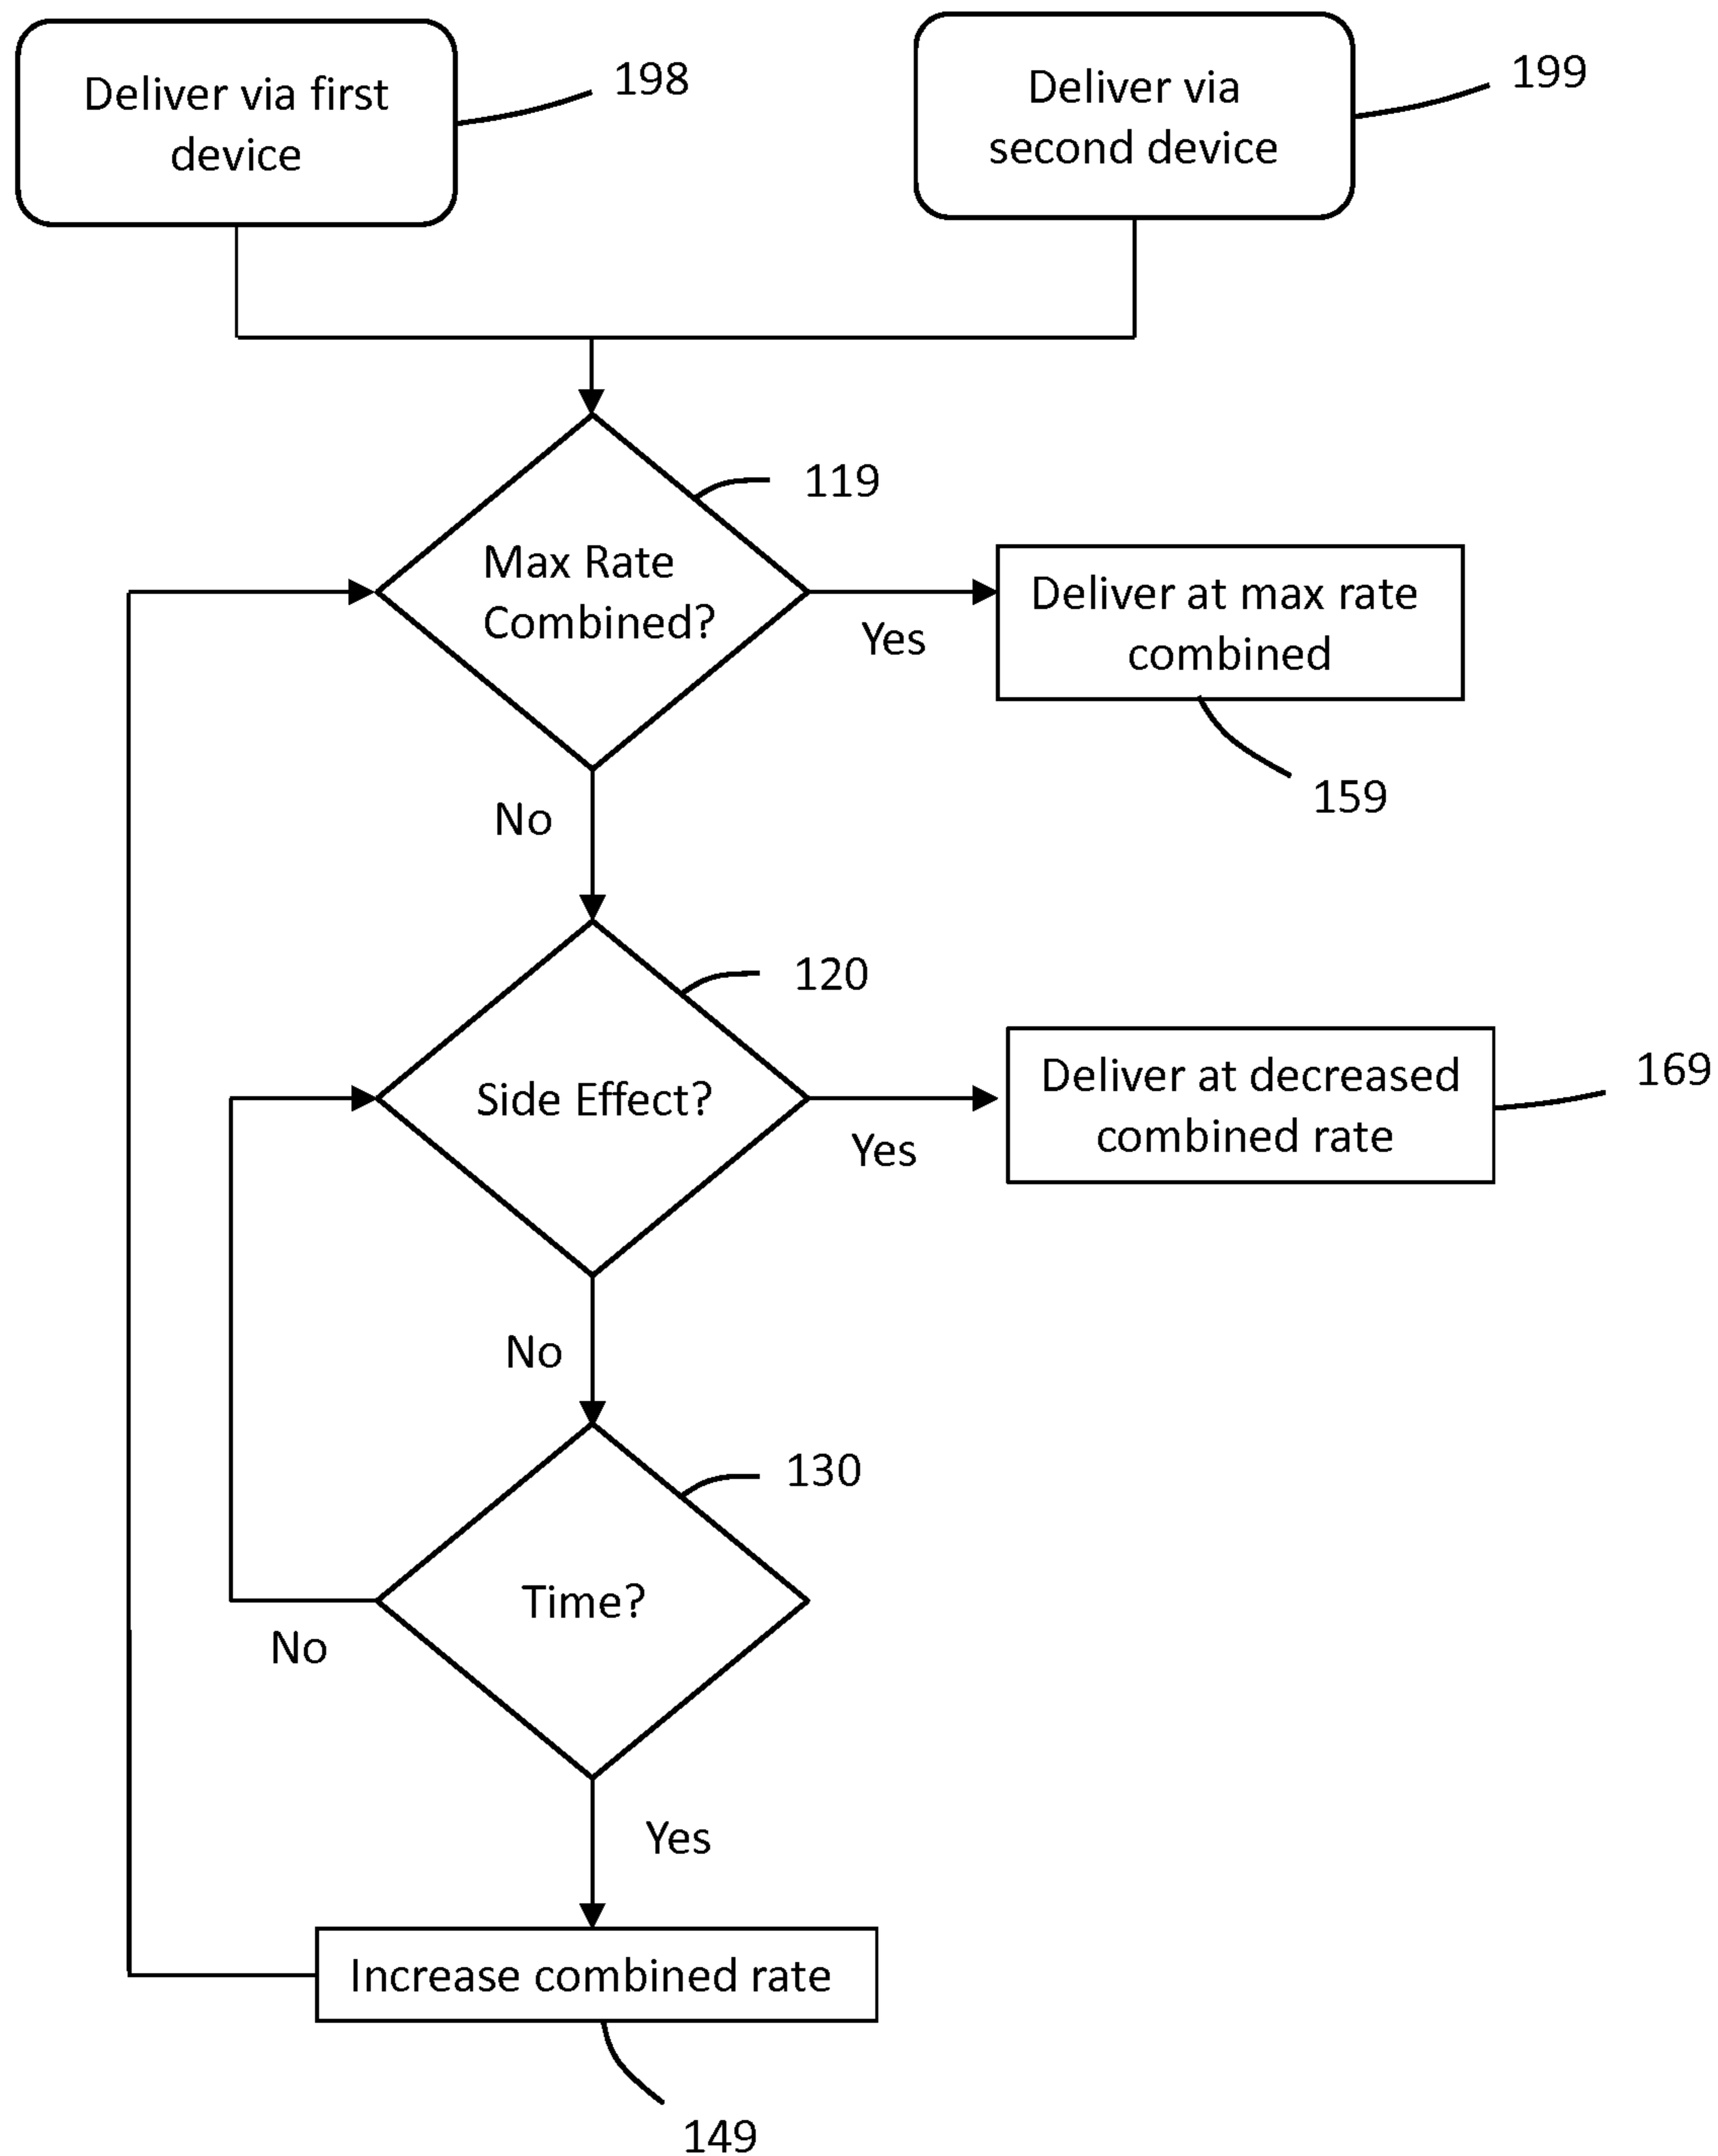 Deliver via first
device
198
Deliver via
second device
199
119
Max Rate
Combined?
Yes
Deliver at max rate
combined
159
No
120
Side Effect?
Yes
Deliver at decreased
combined rate
169
No
130
Time?
No
Yes
Increase combined rate
149